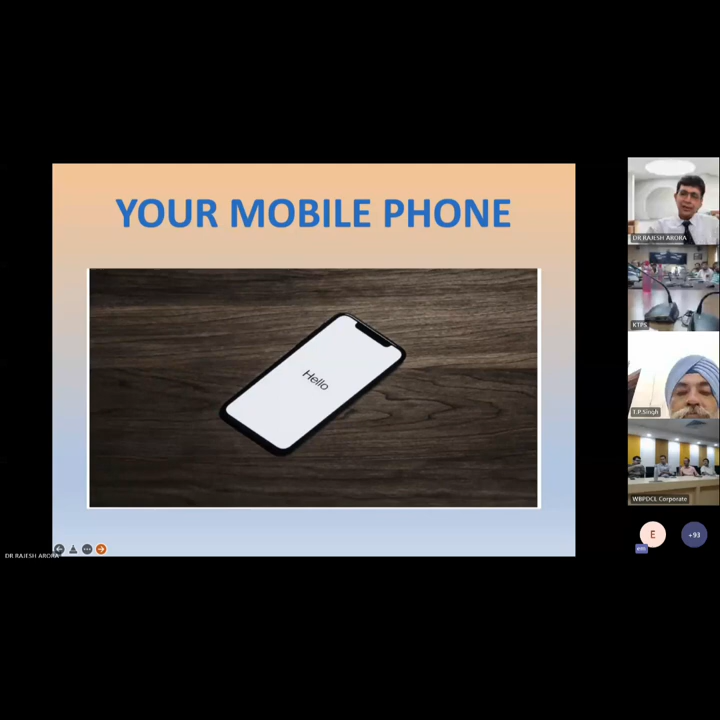 YOUR MOBILE PHONE
Hello
DR RAJESH ARORA
KTPS
T.P.Singh
WBPDCL Corporate
E
+93
DR RAJESH ARORA